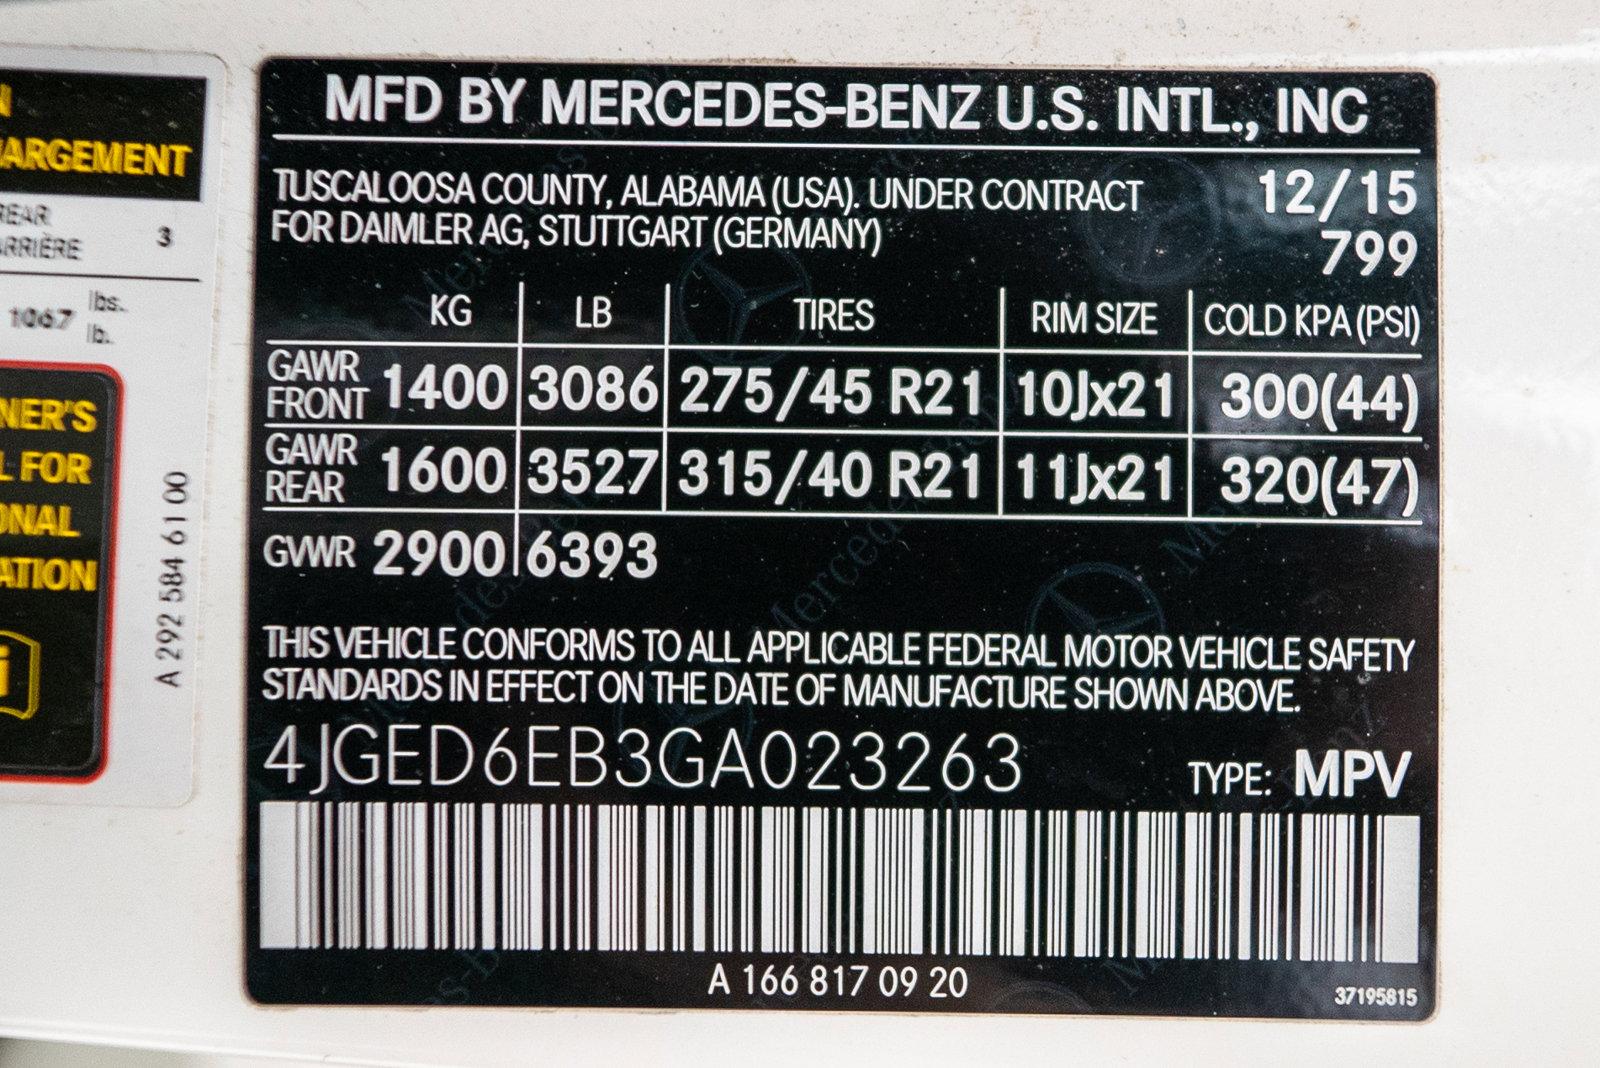 N
ARGEMENT
REAR
ARRIÈRE
3
1067
lbs.
lb.
NER'S
L FOR
ONAL
ATION
i
A 292 584 61 00
MFD BY MERCEDES-BENZ U.S. INTL., INC
TUSCALOOSA COUNTY, ALABAMA (USA). UNDER CONTRACT
FOR DAIMLER AG, STUTTGART (GERMANY)
12/15
799
KG LB TIRES RIM SIZE COLD KPA (PSI)
GAWR FRONT 1400 3086 275/45 R21 10Jx21 300(44)
GAWR REAR 1600 3527 315/40 R21 11Jx21 320(47)
GVWR 2900 6393
THIS VEHICLE CONFORMS TO ALL APPLICABLE FEDERAL MOTOR VEHICLE SAFETY
STANDARDS IN EFFECT ON THE DATE OF MANUFACTURE SHOWN ABOVE.
4JGED6EB3GA023263 TYPE: MPV
A 166 817 09 20
37195815